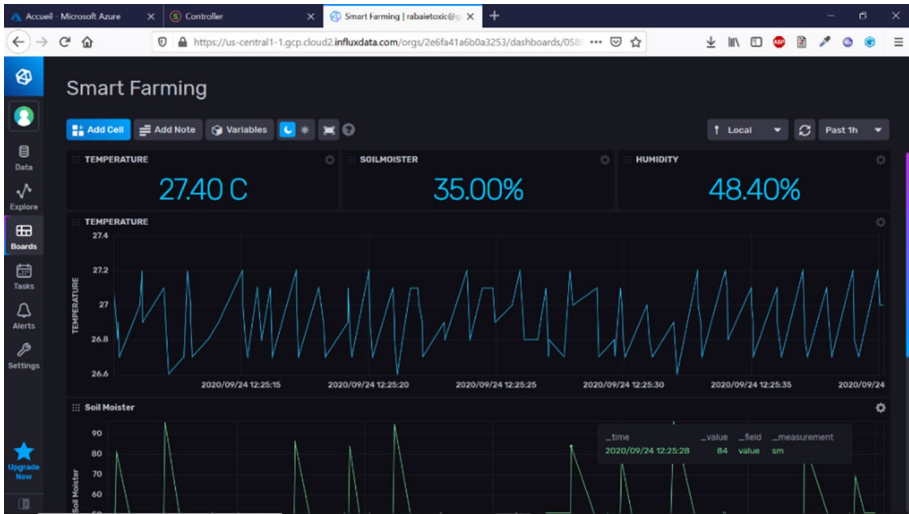 Accueil - Microsoft Azure
Controller
Smart Farming | rabaietoxic@g
https://us-central1-1.gcp.cloud2.influxdata.com/orgs/2e6fa41a6b0a3253/dashboards/058
Smart Farming
Add Cell
Add Note
Variables
Local
Past 1h
Data
Explore
Boards
Tasks
Alerts
Settings
Upgrade
Now
TEMPERATURE
27.40 C
SOILMOISTER
35.00%
HUMIDITY
48.40%
TEMPERATURE
TEMPERATURE
27.4
27.2
27
26.8
26.6
2020/09/24 12:25:15
2020/09/24 12:25:20
2020/09/24 12:25:25
2020/09/24 12:25:30
2020/09/24 12:25:35
2020/09/24
Soil Moister
Soil Moister
90
80
70
60
_time _value _field _measurement
2020/09/24 12:25:28 84 value sm